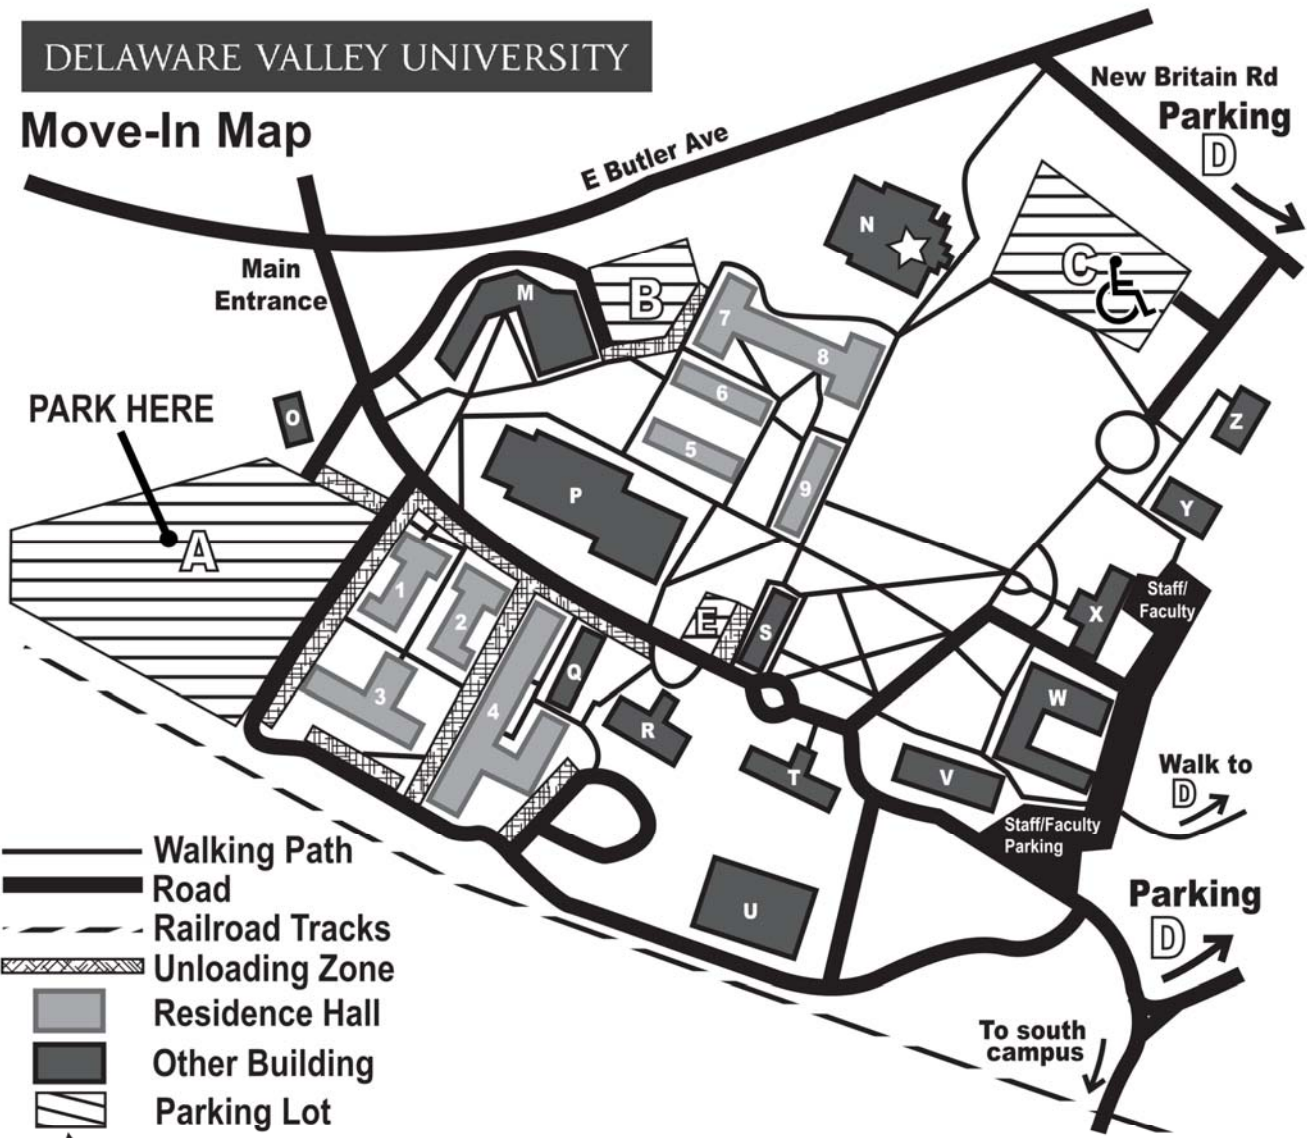 DELAWARE VALLEY UNIVERSITY
Move-In Map
New Britain Rd
Parking
D
E Butler Ave
N
C
Main
Entrance
M
B
7
8
PARK HERE
O
6
Z
5
P
9
Y
A
1
2
E
S
X
Staff/
Faculty
3
Q
4
R
W
T
V
Walk to
D
Staff/Faculty
Parking
U
Parking
D
To south
campus
Walking Path
Road
Railroad Tracks
Unloading Zone
Residence Hall
Other Building
Parking Lot